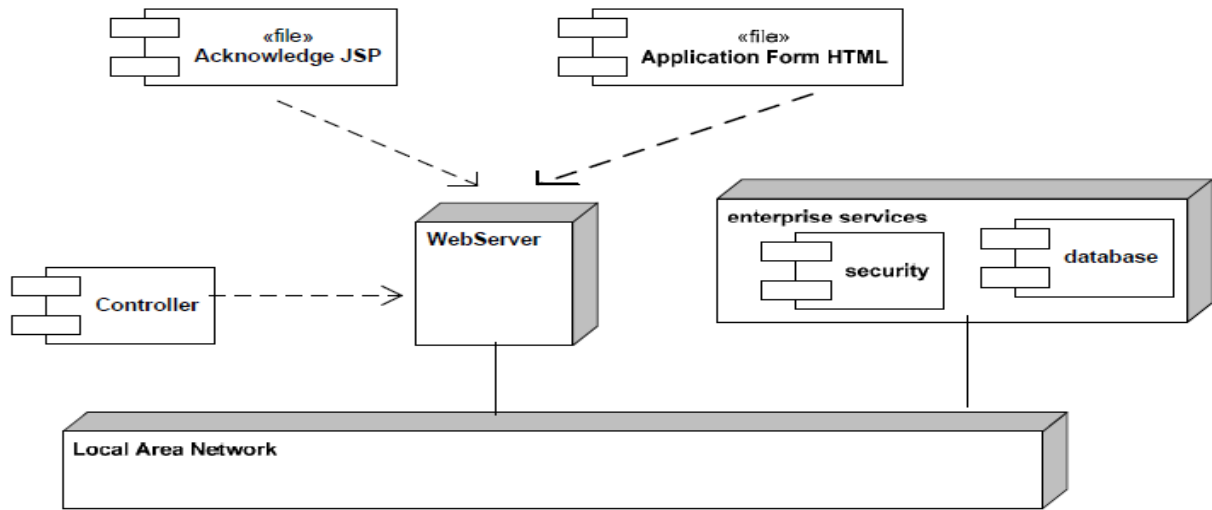 «file»
Acknowledge JSP
«file»
Application Form HTML
WebServer
enterprise services
security
database
Controller
Local Area Network